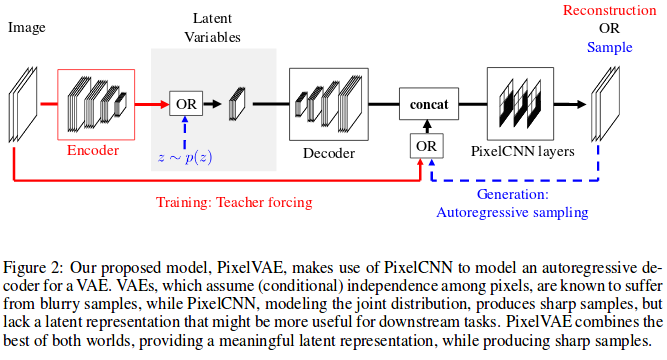 Reconstruction
OR
Sample
Image
Latent
Variables
OR
z ∼ p(z)
Encoder
Decoder
concat
OR
PixelCNN layers
Training: Teacher forcing
Generation:
Autoregressive sampling
Figure 2: Our proposed model, PixelVAE, makes use of PixelCNN to model an autoregressive de-
coder for a VAE. VAEs, which assume (conditional) independence among pixels, are known to suffer
from blurry samples, while PixelCNN, modeling the joint distribution, produces sharp samples, but
lack a latent representation that might be more useful for downstream tasks. PixelVAE combines the
best of both worlds, providing a meaningful latent representation, while producing sharp samples.